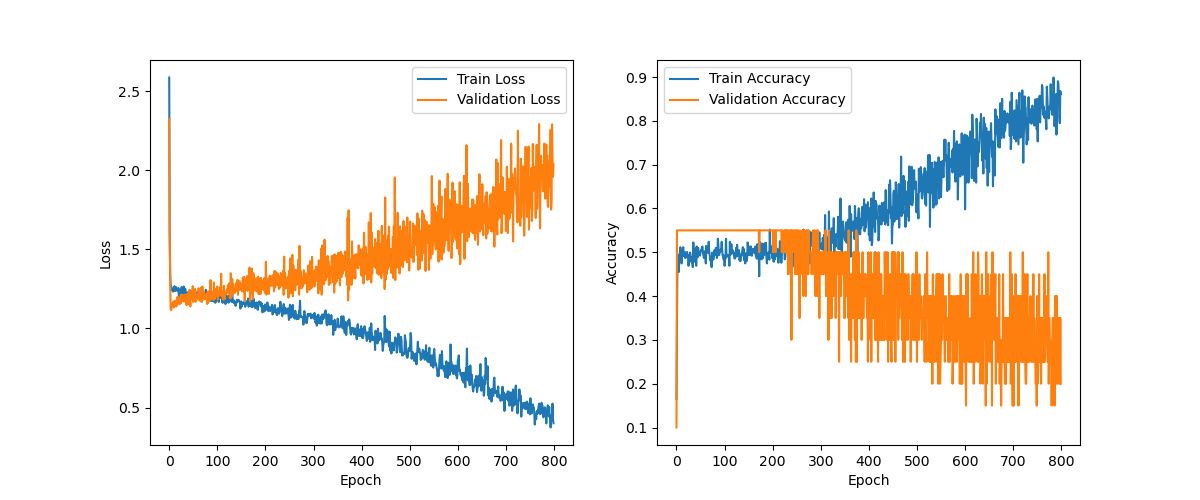 Train Loss
Validation Loss
2.5
2.0
1.5
1.0
0.5
Loss
0 100 200 300 400 500 600 700 800
Epoch
Train Accuracy
Validation Accuracy
0.9
0.8
0.7
0.6
0.5
0.4
0.3
0.2
0.1
Accuracy
0 100 200 300 400 500 600 700 800
Epoch